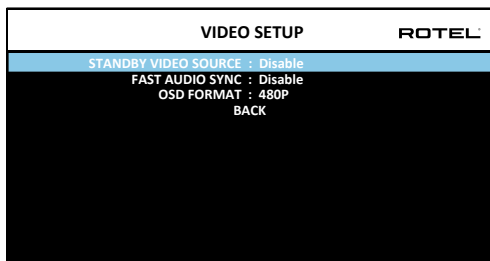 VIDEO SETUP ROTEL
STANDBY VIDEO SOURCE : Disable
FAST AUDIO SYNC : Disable
OSD FORMAT : 480P
BACK